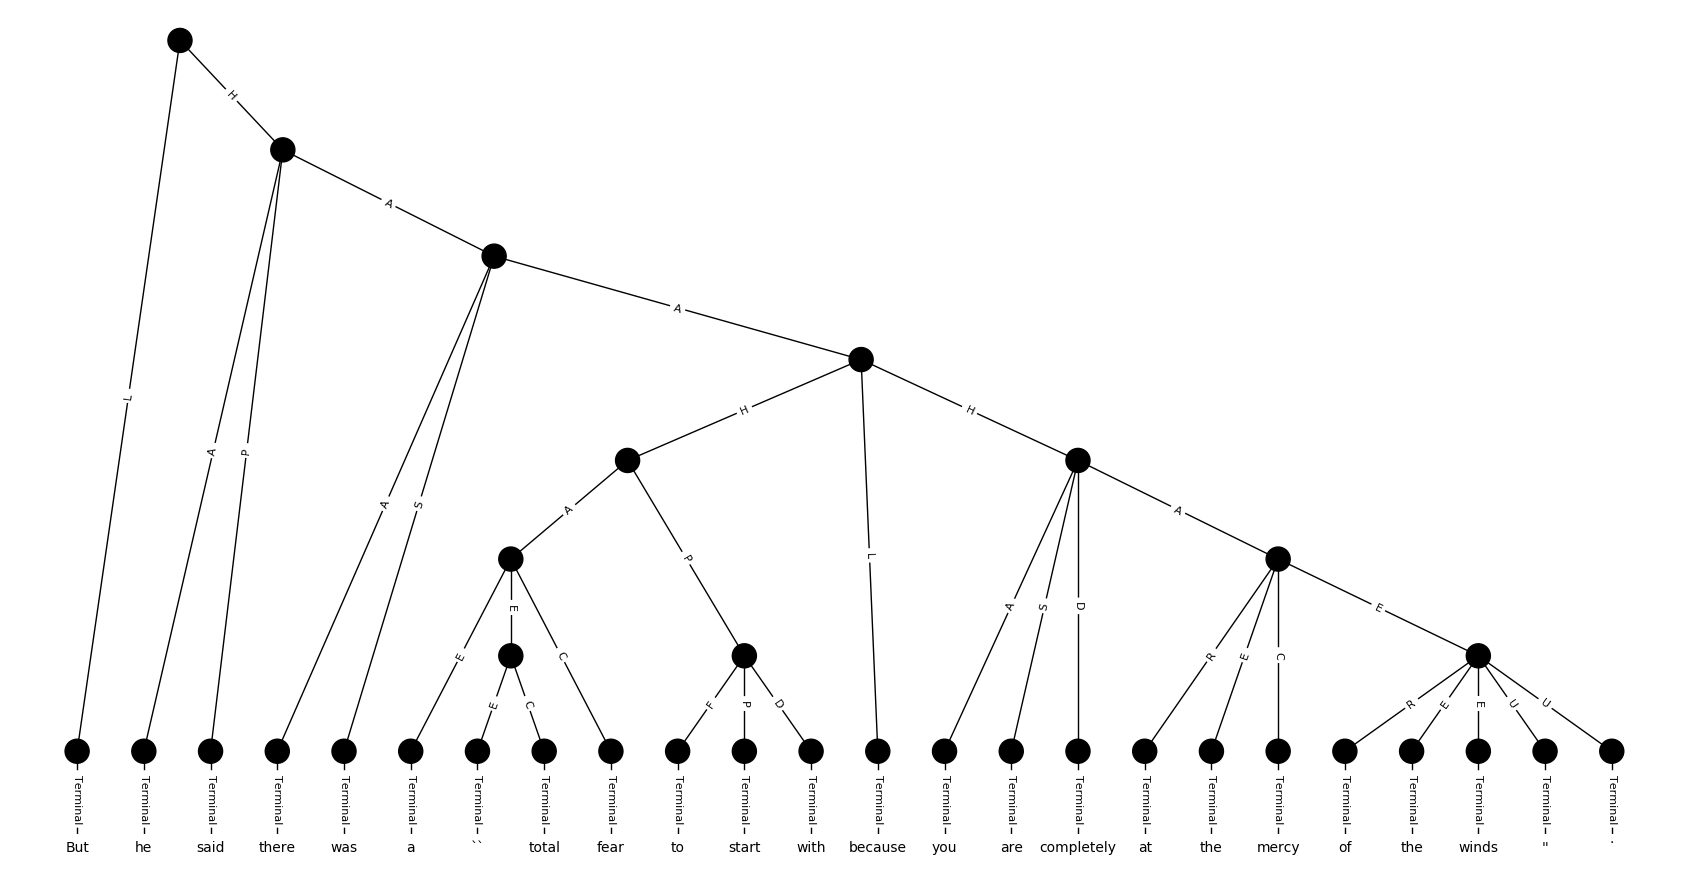 H
A
A
L
H
H
A
P
A
S
A
P
L
A
S
D
A
E
E
E
C
F
P
D
R
E
C
E
E
C
R
E
E
U
U
A
Terminal Terminal Terminal Terminal Terminal Terminal Terminal Terminal Terminal Terminal Terminal Terminal Terminal Terminal Terminal Terminal Terminal Terminal Terminal Terminal Terminal Terminal Terminal Terminal
But he said there was a `` total fear to start with because you are completely at the mercy of the winds " .